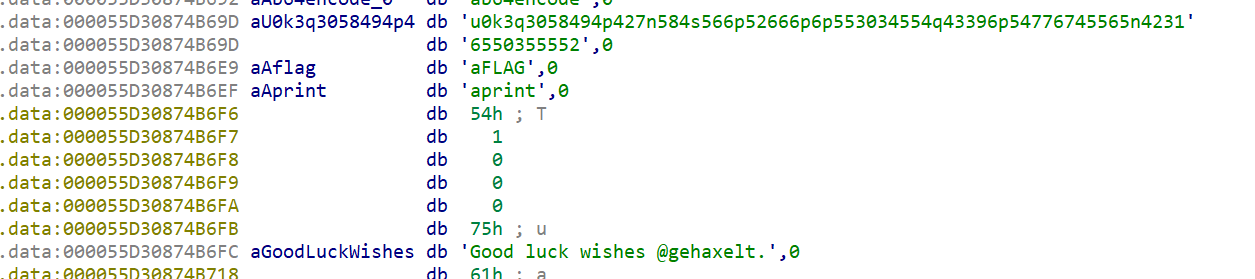 .data:000055D30874B692 aAb64encode_0 db 'ab64encode',0
.data:000055D30874B69D aU0k3q3058494p4 db 'u0k3q3058494p427n584s566p52666p6p553034554q43396p54776745565n4231'
.data:000055D30874B69D db '6550355552',0
.data:000055D30874B6E9 aAflag db 'aFLAG',0
.data:000055D30874B6EF aAprint db 'aprint',0
.data:000055D30874B6F6 db 54h ; T
.data:000055D30874B6F7 db 1
.data:000055D30874B6F8 db 0
.data:000055D30874B6F9 db 0
.data:000055D30874B6FA db 0
.data:000055D30874B6FB db 75h ; u
.data:000055D30874B6FC aGoodLuckWishes db 'Good luck wishes @gehaxelt.',0
.data:000055D30874B718 db 61h ; a